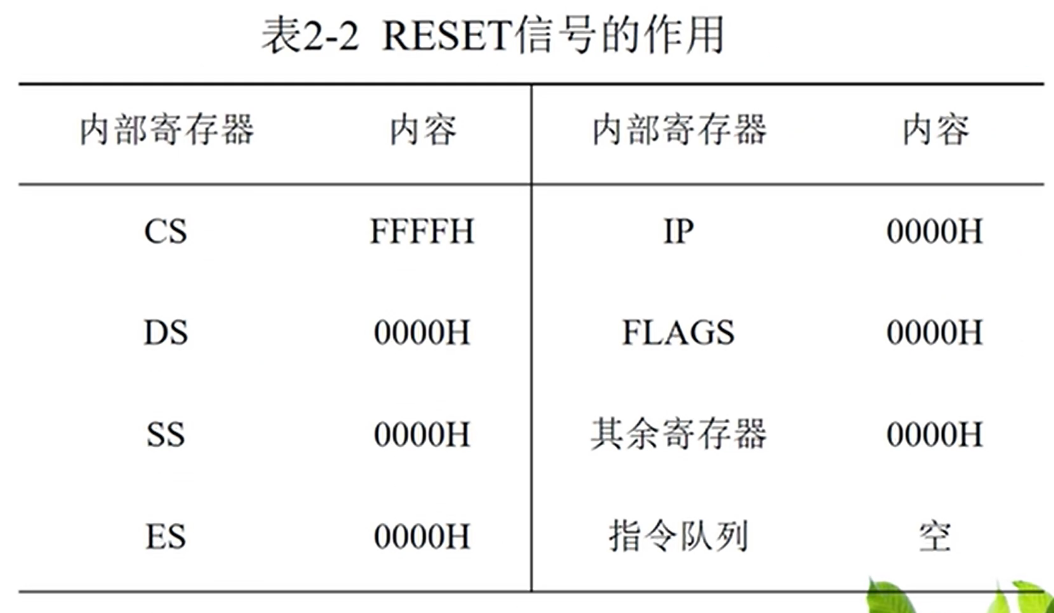 表2-2 RESET信号的作用
内部寄存器 内容 内部寄存器 内容
CS FFFFH IP 0000H
DS 0000H FLAGS 0000H
SS 0000H 其余寄存器 0000H
ES 0000H 指令队列 空